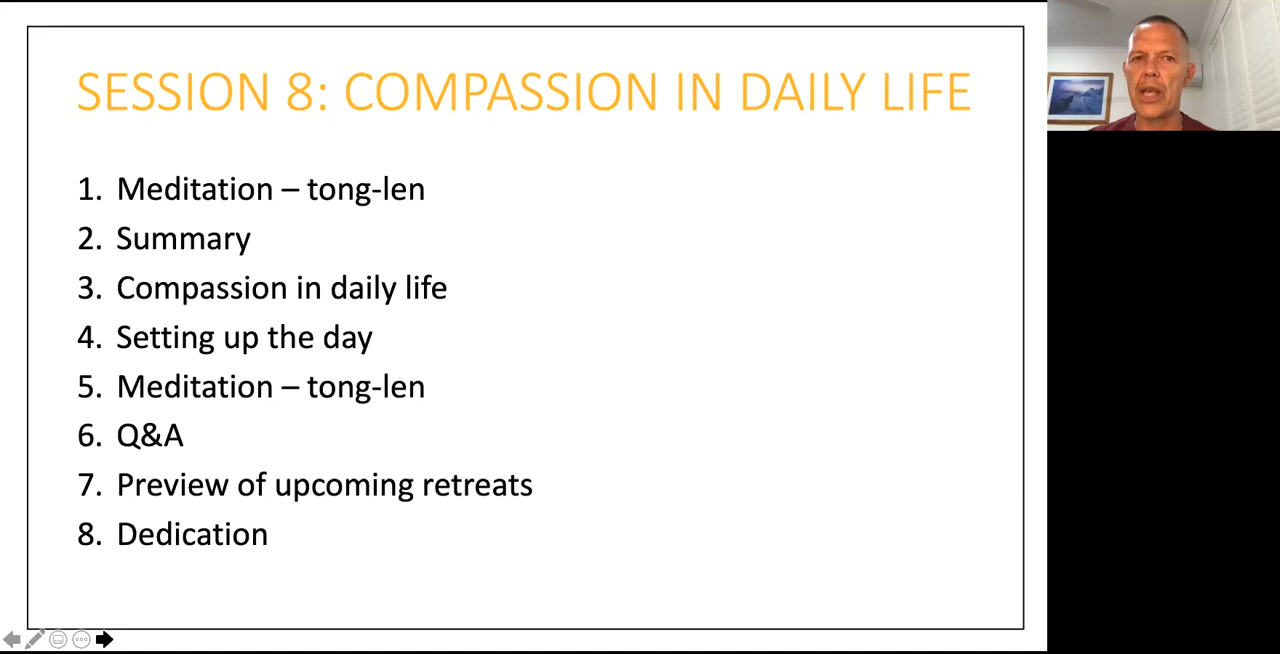 SESSION 8: COMPASSION IN DAILY LIFE
1. Meditation – tong-len
2. Summary
3. Compassion in daily life
4. Setting up the day
5. Meditation – tong-len
6. Q&A
7. Preview of upcoming retreats
8. Dedication